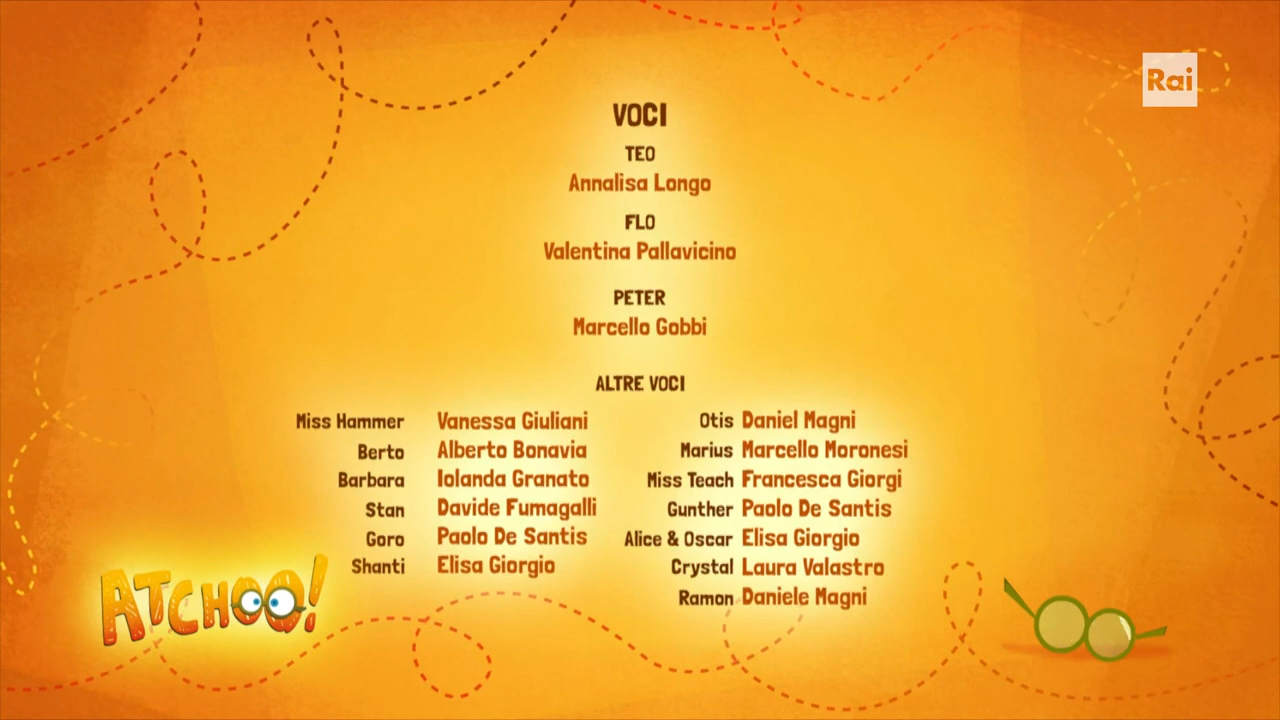 Rai
VOCI
TEO
Annalisa Longo
FLO
Valentina Pallavicino
PETER
Marcello Gobbi
ALTRE VOCI
Miss Hammer Vanessa Giuliani
Berto Alberto Bonavia
Barbara Iolanda Granato
Stan Davide Fumagalli
Goro Paolo De Santis
Shanti Elisa Giorgio
Otis Daniel Magni
Marius Marcello Moronesi
Miss Teach Francesca Giorgi
Gunther Paolo De Santis
Alice & Oscar Elisa Giorgio
Crystal Laura Valastro
Ramon Daniele Magni
ATCHOO!